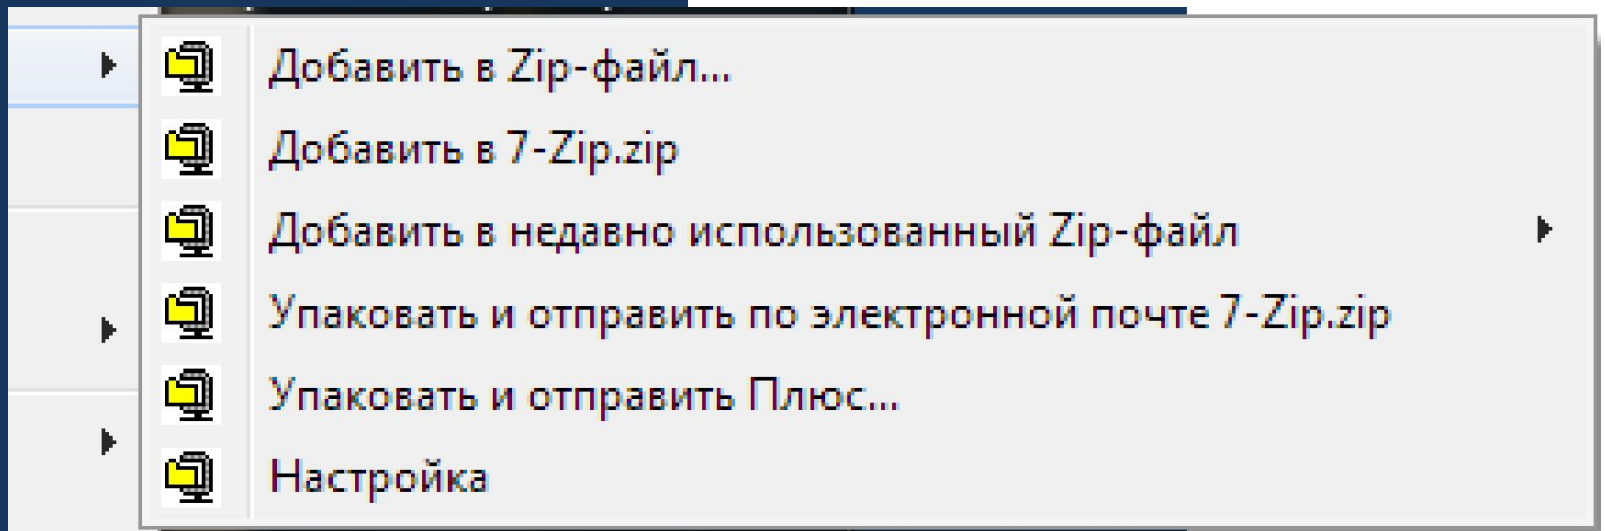 Добавить в Zip-файл...
Добавить в 7-Zip.zip
Добавить в недавно использованный Zip-файл
Упаковать и отправить по электронной почте 7-Zip.zip
Упаковать и отправить Плюс...
Настройка